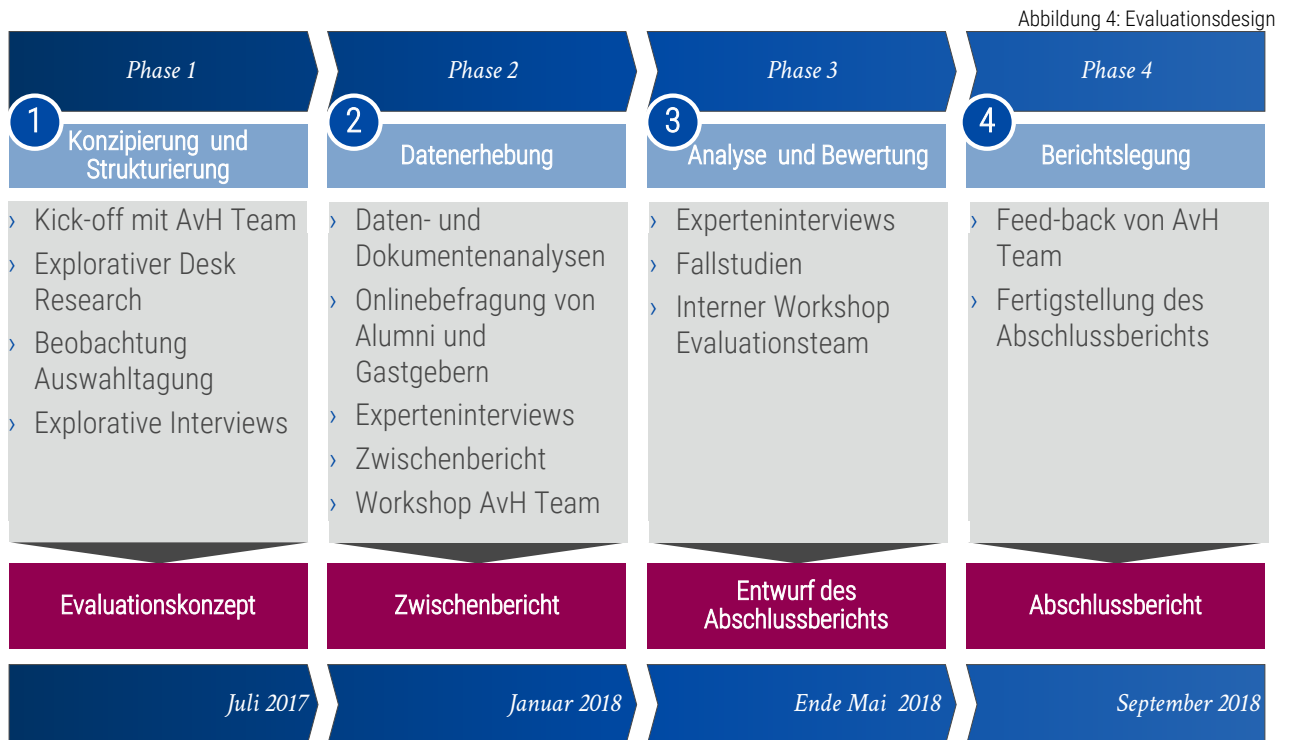 Abbildung 4: Evaluationsdesign
Phase 1
Phase 2
Phase 3
Phase 4
1
Konzipierung und
Strukturierung
2
Datenerhebung
3
Analyse und Bewertung
4
Berichtslegung
› Kick-off mit AvH Team
› Explorativer Desk
Research
› Beobachtung
Auswahltagung
› Explorative Interviews
› Daten- und
Dokumentenanalysen
› Onlinebefragung von
Alumni und
Gastgebern
› Experteninterviews
› Zwischenbericht
› Workshop AvH Team
› Experteninterviews
› Fallstudien
› Interner Workshop
Evaluationsteam
› Feed-back von AvH
Team
› Fertigstellung des
Abschlussberichts
Evaluationskonzept
Zwischenbericht
Entwurf des
Abschlussberichts
Abschlussbericht
Juli 2017
Januar 2018
Ende Mai 2018
September 2018